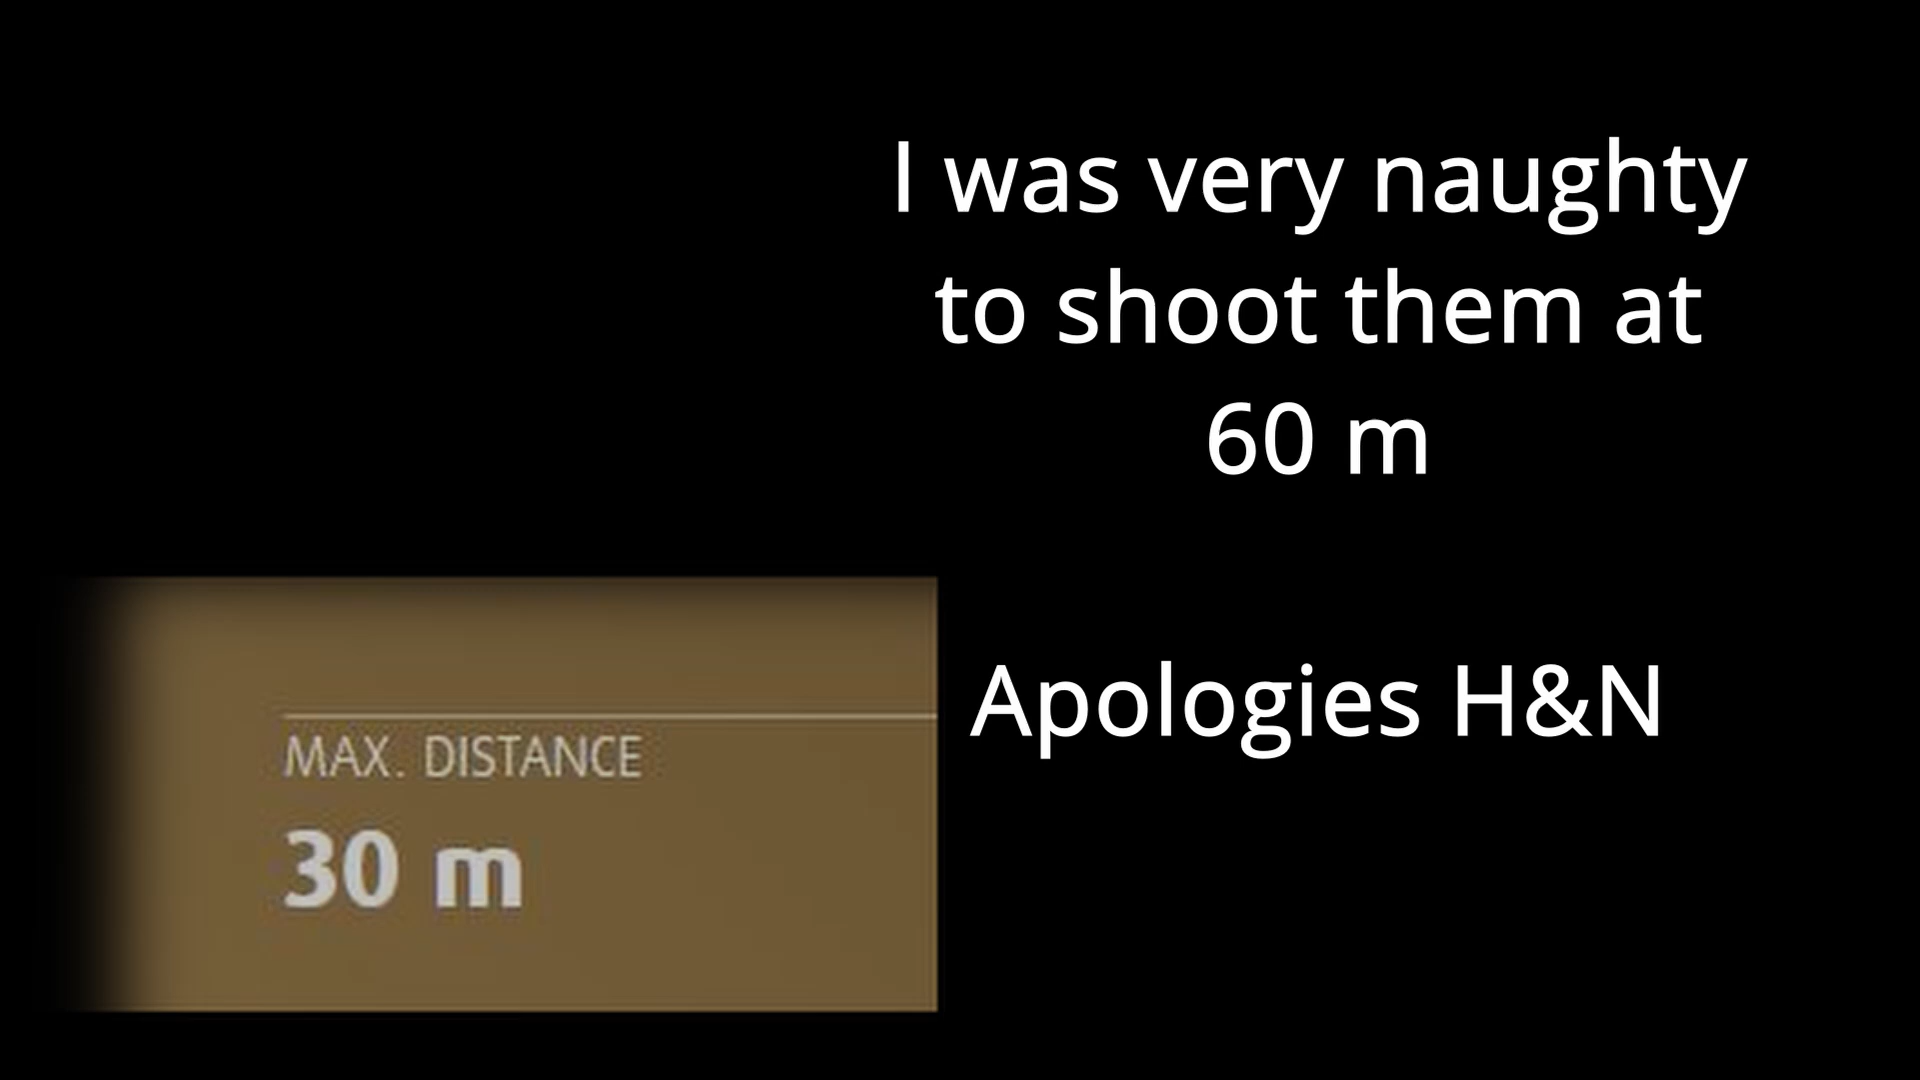 I was very naughty
to shoot them at
60 m
Apologies H&N
MAX. DISTANCE
30 m